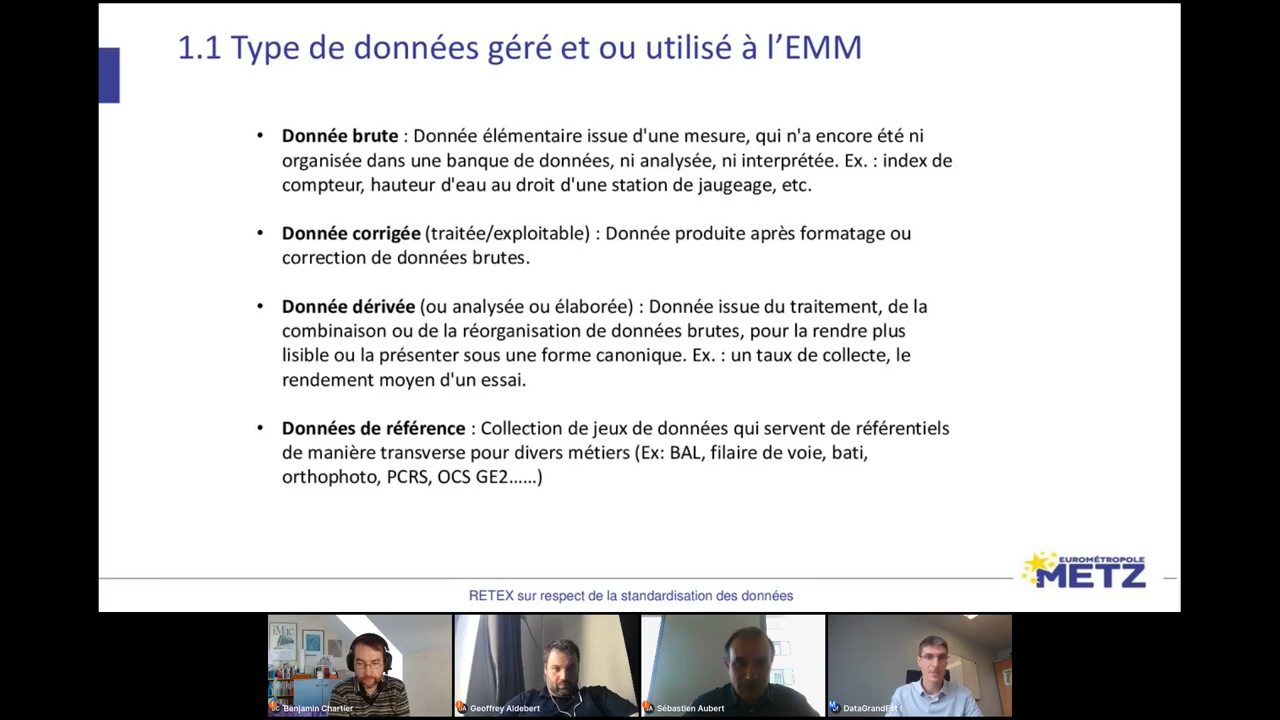 1.1 Type de données géré et ou utilisé à l’EMM
• Donnée brute : Donnée élémentaire issue d'une mesure, qui n'a encore été ni
organisée dans une banque de données, ni analysée, ni interprétée. Ex. : index de
compteur, hauteur d'eau au droit d'une station de jaugeage, etc.
• Donnée corrigée (traitée/exploitable) : Donnée produite après formatage ou
correction de données brutes.
• Donnée dérivée (ou analysée ou élaborée) : Donnée issue du traitement, de la
combinaison ou de la réorganisation de données brutes, pour la rendre plus
lisible ou la présenter sous une forme canonique. Ex. : un taux de collecte, le
rendement moyen d'un essai.
• Données de référence : Collection de jeux de données qui servent de référentiels
de manière transverse pour divers métiers (Ex: BAL, filaire de voie, bati,
orthophoto, PCRS, OCS GE2......)
EUROMÉTROPOLE
METZ
RETEX sur respect de la standardisation des données
iMac
Benjamin Chartier
Geoffrey Aldebert
Sébastien Aubert